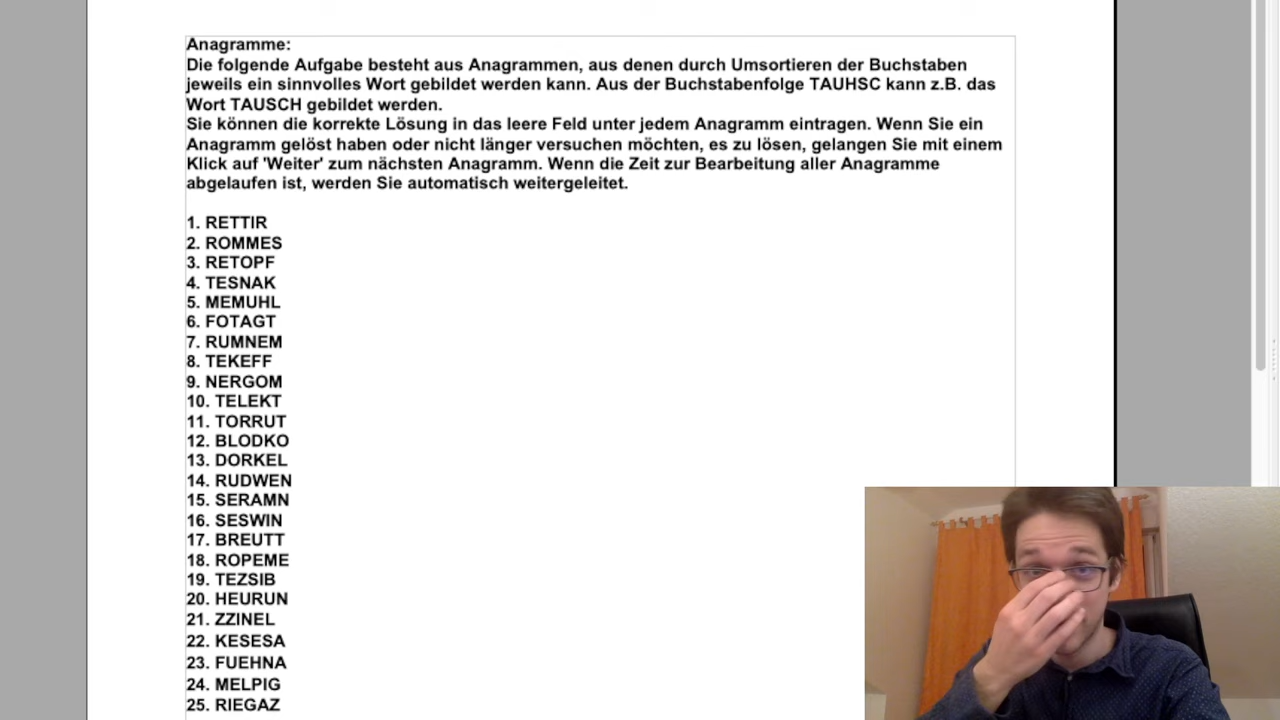 Anagramme:
Die folgende Aufgabe besteht aus Anagrammen, aus denen durch Umsortieren der Buchstaben
jeweils ein sinnvolles Wort gebildet werden kann. Aus der Buchstabenfolge TAUHSC kann z.B. das
Wort TAUSCH gebildet werden.
Sie können die korrekte Lösung in das leere Feld unter jedem Anagramm eintragen. Wenn Sie ein
Anagramm gelöst haben oder nicht länger versuchen möchten, es zu lösen, gelangen Sie mit einem
Klick auf 'Weiter' zum nächsten Anagramm. Wenn die Zeit zur Bearbeitung aller Anagramme
abgelaufen ist, werden Sie automatisch weitergeleitet.
1. RETTIR
2. ROMMES
3. RETOPF
4. TESNAK
5. MEMUHL
6. FOTAGT
7. RUMNEM
8. TEKEFF
9. NERGOM
10. TELEKT
11. TORRUT
12. BLODKO
13. DORKEL
14. RUDWEN
15. SERAMN
16. SESWIN
17. BREUTT
18. ROPEME
19. TEZSIB
20. HEURUN
21. ZZINEL
22. KESESA
23. FUEHNA
24. MELPIG
25. RIEGAZ